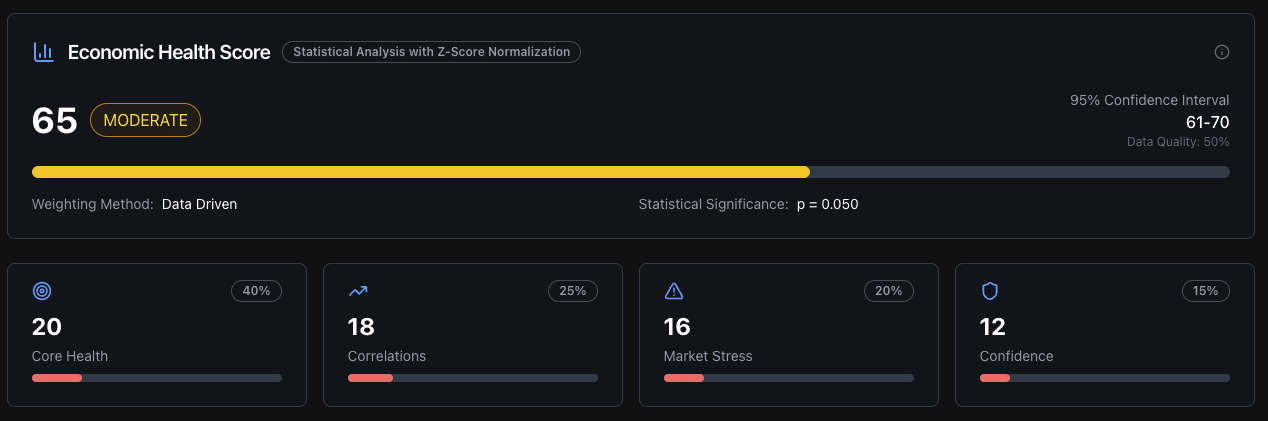 Economic Health Score
Statistical Analysis with Z-Score Normalization
65
MODERATE
95% Confidence Interval
61-70
Data Quality: 50%
Weighting Method: Data Driven
Statistical Significance: p = 0.050
40%
20
Core Health
25%
18
Correlations
20%
16
Market Stress
15%
12
Confidence